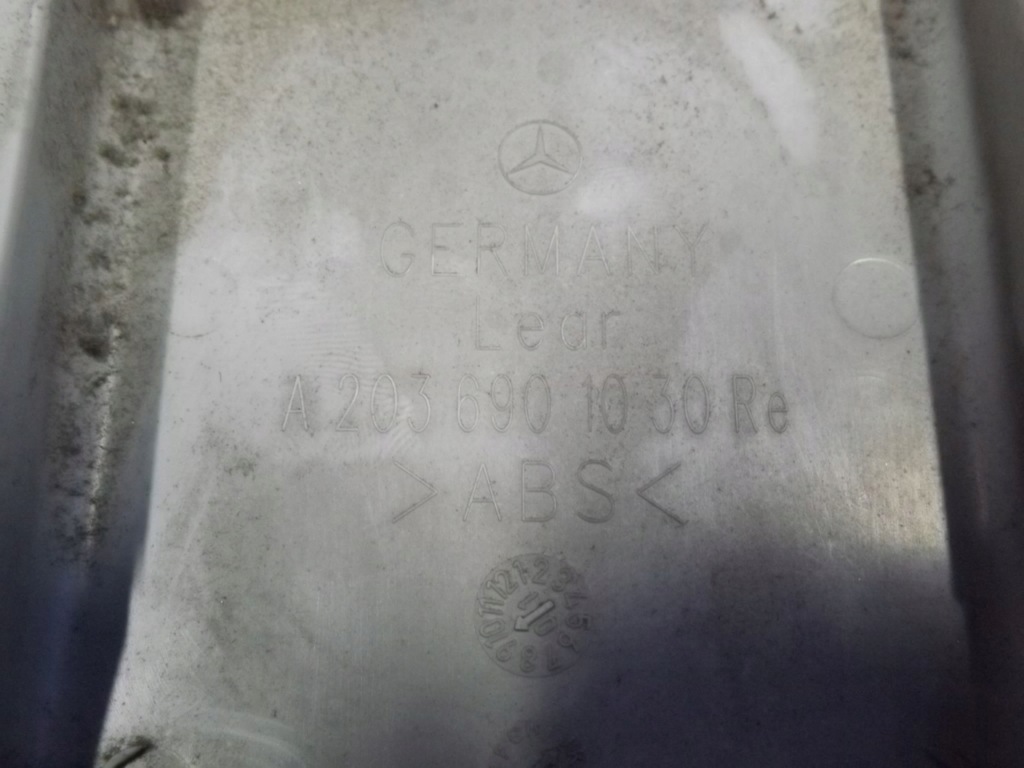 GERMANY
Lear
A 203 690 10 30 Re
>ABS<